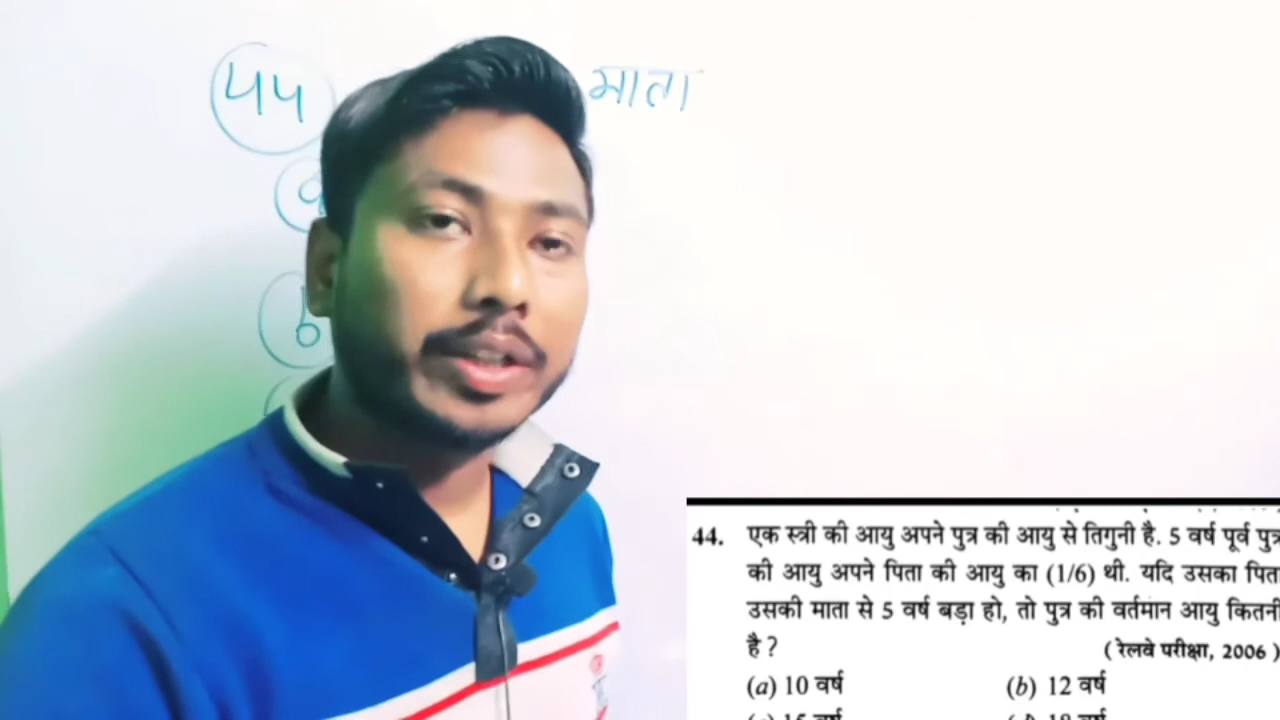 44
माता
44. एक स्त्री की आयु अपने पुत्र की आयु से तिगुनी है. 5 वर्ष पूर्व पुत्र
की आयु अपने पिता की आयु का (1/6) थी. यदि उसका पिता
उसकी माता से 5 वर्ष बड़ा हो, तो पुत्र की वर्तमान आयु कितनी
है ? ( रेलवे परीक्षा, 2006 )
(a) 10 वर्ष (b) 12 वर्ष